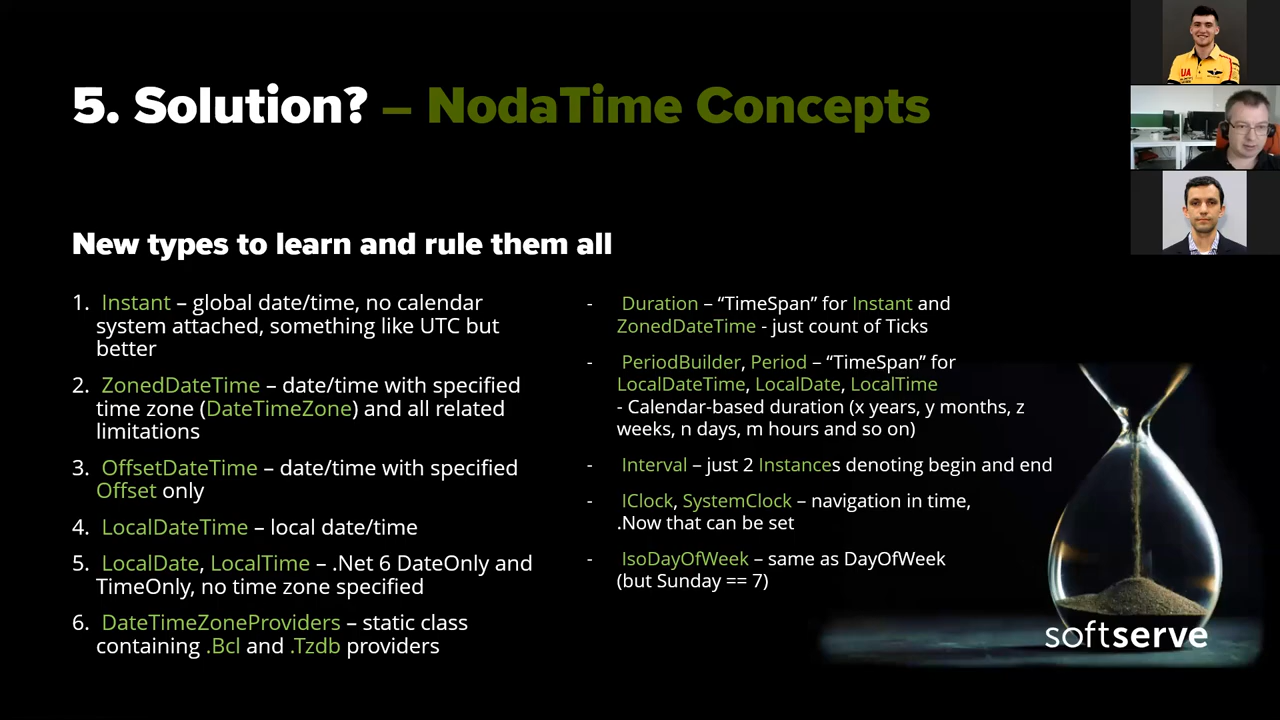 5. Solution? – NodaTime Concepts
New types to learn and rule them all
1. Instant – global date/time, no calendar
system attached, something like UTC but
better
2. ZonedDateTime – date/time with specified
time zone (DateTimeZone) and all related
limitations
3. OffsetDateTime – date/time with specified
Offset only
4. LocalDateTime – local date/time
5. LocalDate, LocalTime – .Net 6 DateOnly and
TimeOnly, no time zone specified
6. DateTimeZoneProviders – static class
containing .Bcl and .Tzdb providers
- Duration – “TimeSpan” for Instant and
ZonedDateTime - just count of Ticks
- PeriodBuilder, Period – “TimeSpan” for
LocalDateTime, LocalDate, LocalTime
- Calendar-based duration (x years, y months, z
weeks, n days, m hours and so on)
- Interval – just 2 Instances denoting begin and end
- IClock, SystemClock – navigation in time,
.Now that can be set
- IsoDayOfWeek – same as DayOfWeek
(but Sunday == 7)
softserve
UA